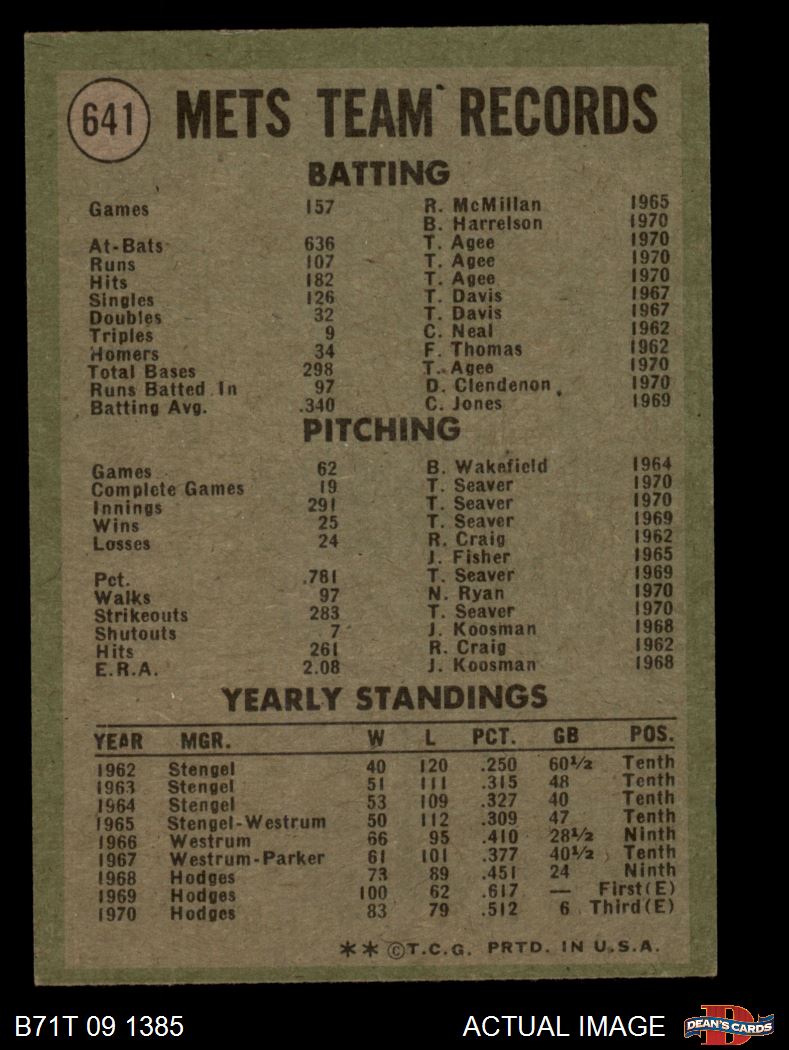 641 METS TEAM RECORDS
BATTING
Games 157 R. McMillan 1965
B. Harrelson 1970
At-Bats 636 T. Agee 1970
Runs 107 T. Agee 1970
Hits 182 T. Agee 1970
Singles 126 T. Davis 1967
Doubles 32 T. Davis 1967
Triples 9 C. Neal 1962
Homers 34 F. Thomas 1962
Total Bases 298 T. Agee 1970
Runs Batted In 97 D. Clendenon 1970
Batting Avg. .340 C. Jones 1969
PITCHING
Games 62 B. Wakefield 1964
Complete Games 19 T. Seaver 1970
Innings 291 T. Seaver 1970
Wins 25 T. Seaver 1969
Losses 24 R. Craig 1962
J. Fisher 1965
Pct. .781 T. Seaver 1969
Walks 97 N. Ryan 1970
Strikeouts 283 T. Seaver 1970
Shutouts 7 J. Koosman 1968
Hits 261 R. Craig 1962
E.R.A. 2.08 J. Koosman 1968
YEARLY STANDINGS
YEAR MGR. W L PCT. GB POS.
1962 Stengel 40 120 .250 60½ Tenth
1963 Stengel 51 111 .315 48 Tenth
1964 Stengel 53 109 .327 40 Tenth
1965 Stengel-Westrum 50 112 .309 47 Tenth
1966 Westrum 66 95 .410 28½ Ninth
1967 Westrum-Parker 61 101 .377 40½ Tenth
1968 Hodges 73 89 .451 24 Ninth
1969 Hodges 100 62 .617 — First(E)
1970 Hodges 83 79 .512 6 Third(E)
** ©T.C.G. PRTD. IN U.S.A.
B71T 09 1385 ACTUAL IMAGE D DEAN'S CARDS